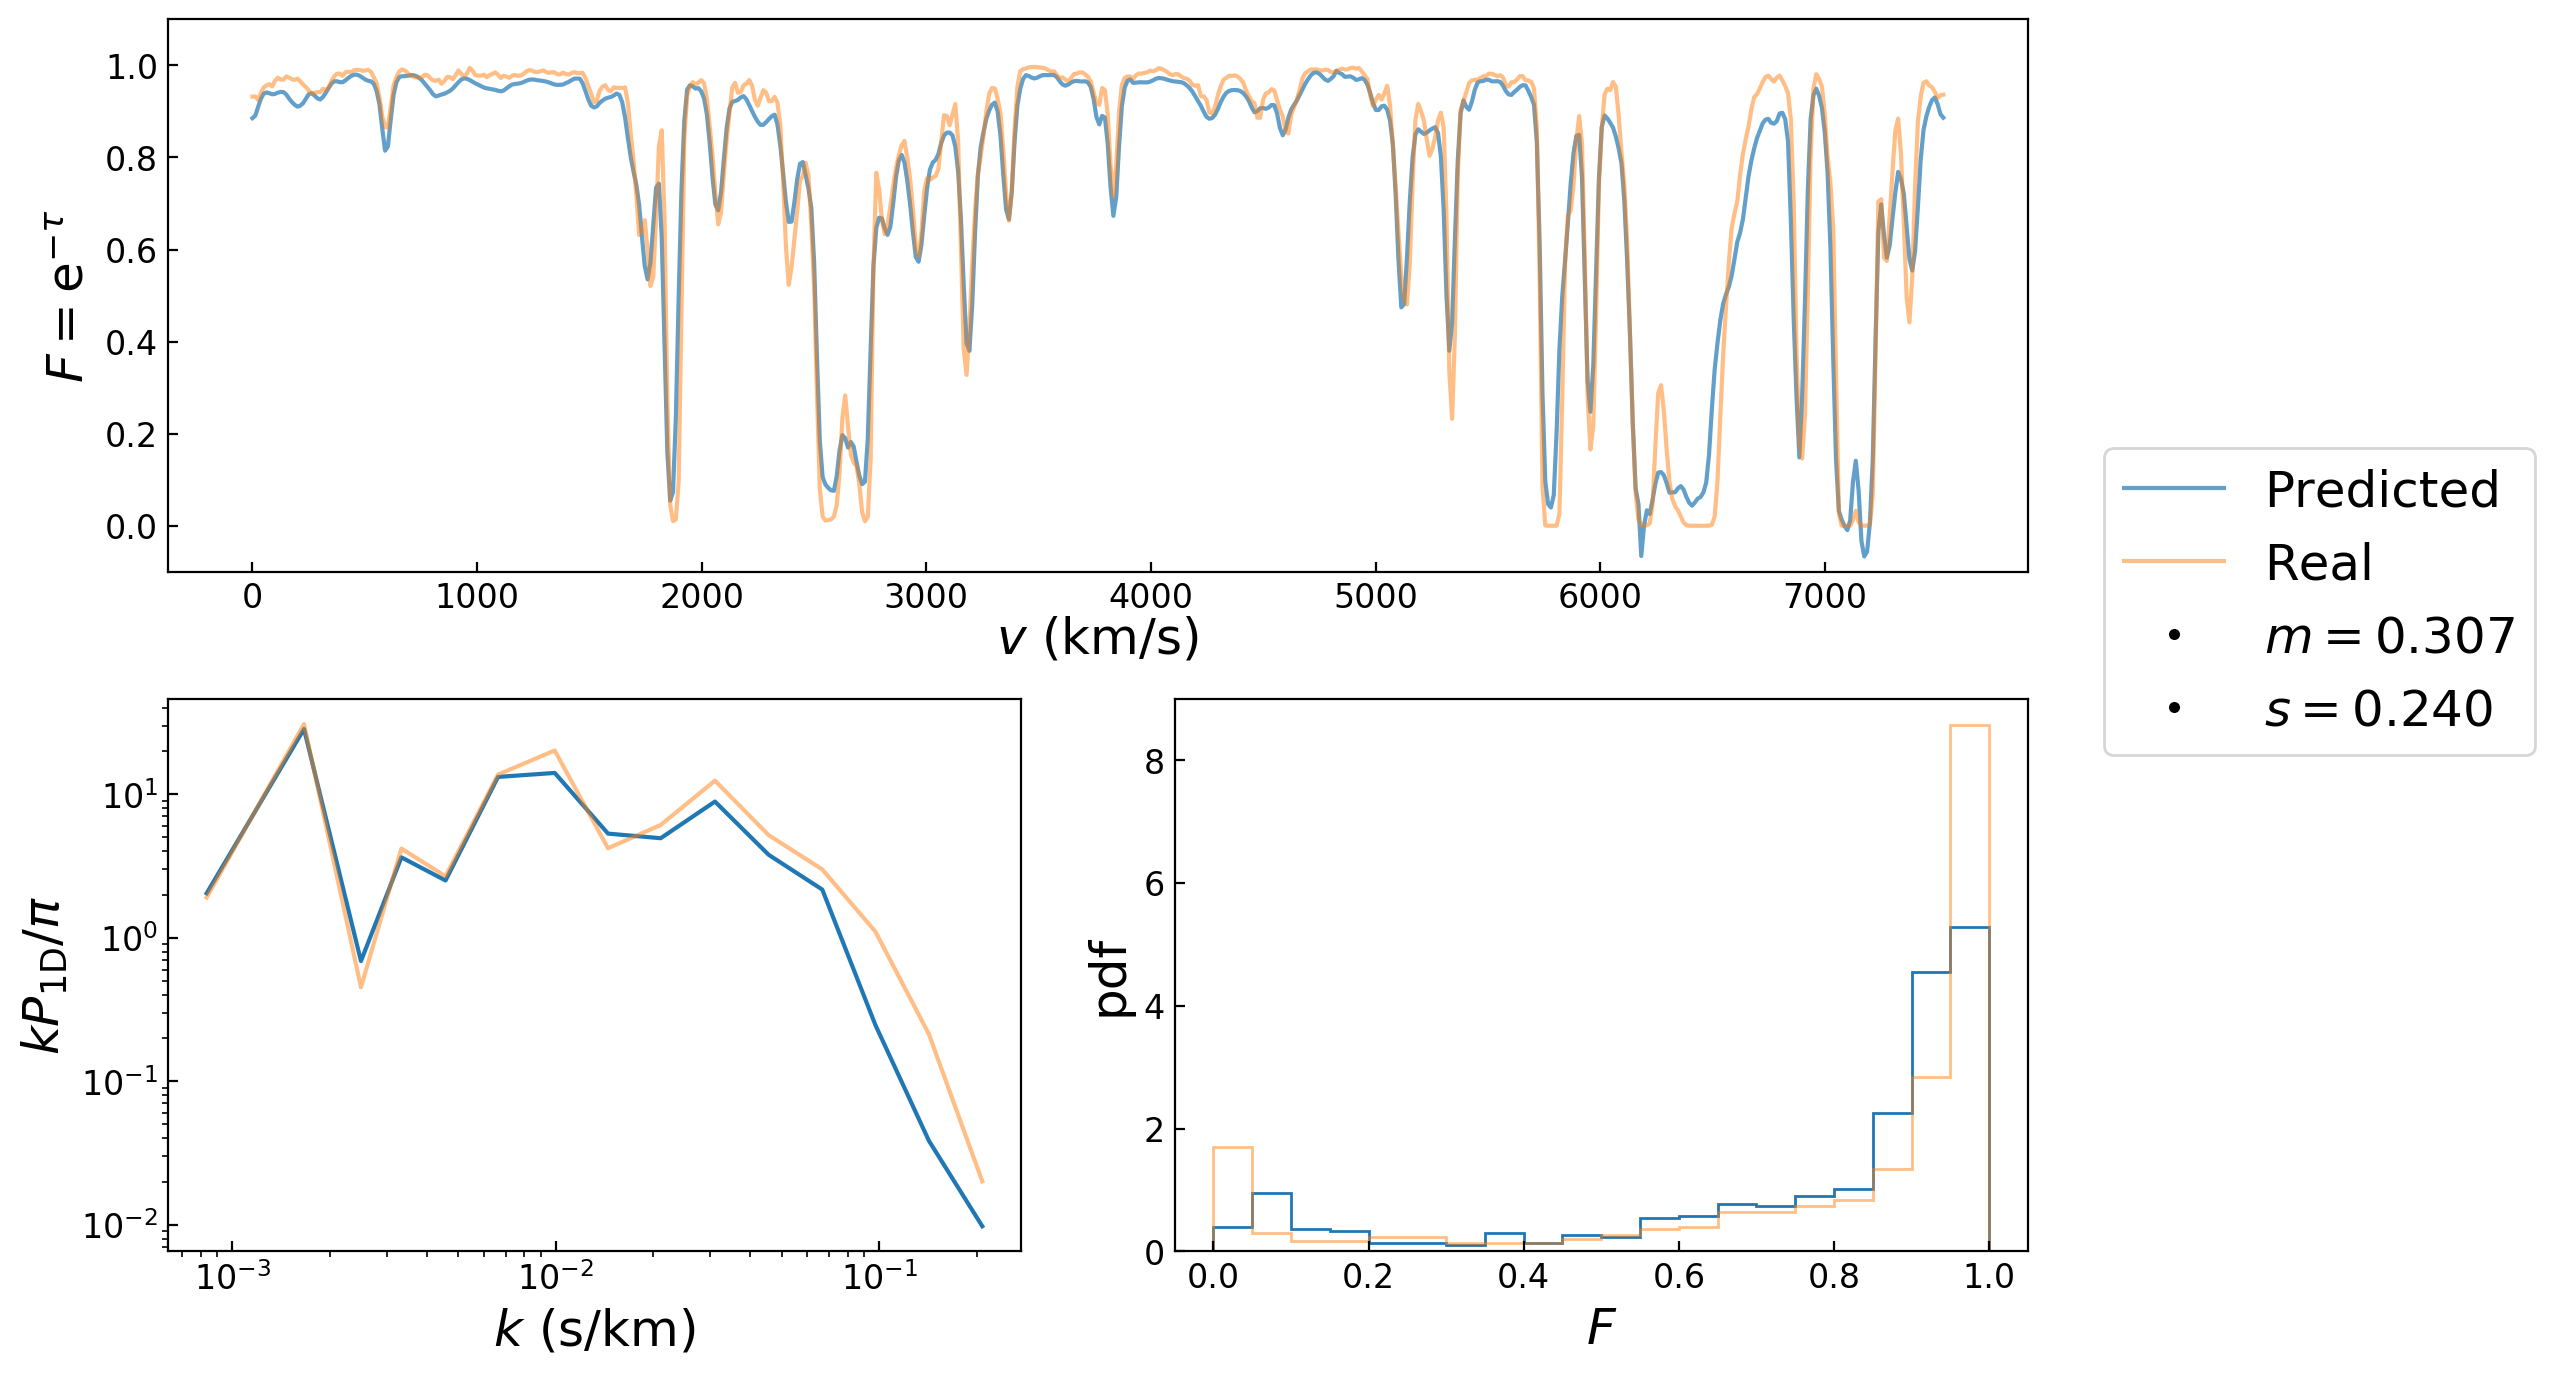 F = e^{−τ}
1.0
0.8
0.6
0.4
0.2
0.0
0 1000 2000 3000 4000 5000 6000 7000
v (km/s)
Predicted
Real
m = 0.307
s = 0.240
kP_{1D}/π
10^1
10^0
10^{−1}
10^{−2}
10^{−3} 10^{−2} 10^{−1}
k (s/km)
pdf
8
6
4
2
0
0.0 0.2 0.4 0.6 0.8 1.0
F